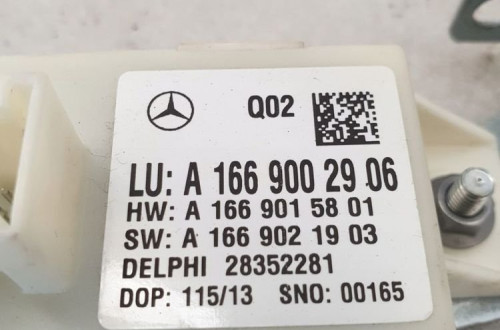 Q02
LU: A 166 900 29 06
HW: A 166 901 58 01
SW: A 166 902 19 03
DELPHI 28352281
DOP: 115/13 SNO: 00165